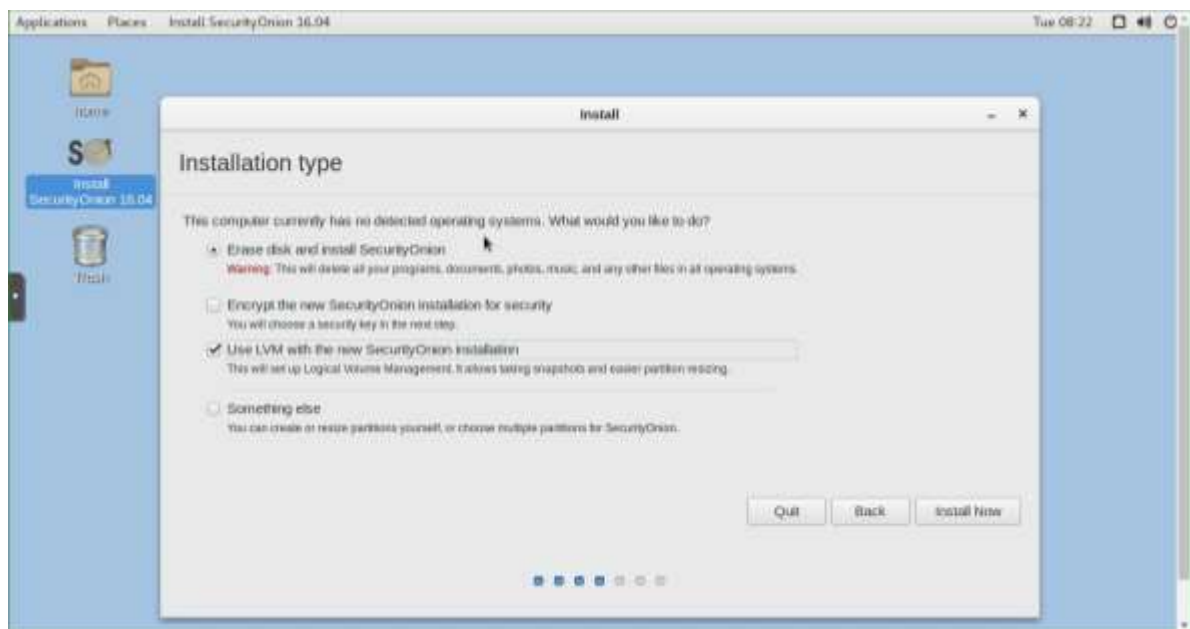 Applications Places Install SecurityOnion 16.04 Tue 08:22
Home
Install
SecurityOnion 16.04
Trash
Install
Installation type
This computer currently has no detected operating systems. What would you like to do?
Erase disk and install SecurityOnion
Warning: This will delete all your programs, documents, photos, music, and any other files in all operating systems.
Encrypt the new SecurityOnion installation for security
You will choose a security key in the next step.
Use LVM with the new SecurityOnion installation
This will set up Logical Volume Management. It allows taking snapshots and easier partition resizing.
Something else
You can create or resize partitions yourself, or choose multiple partitions for SecurityOnion.
Quit Back Install Now